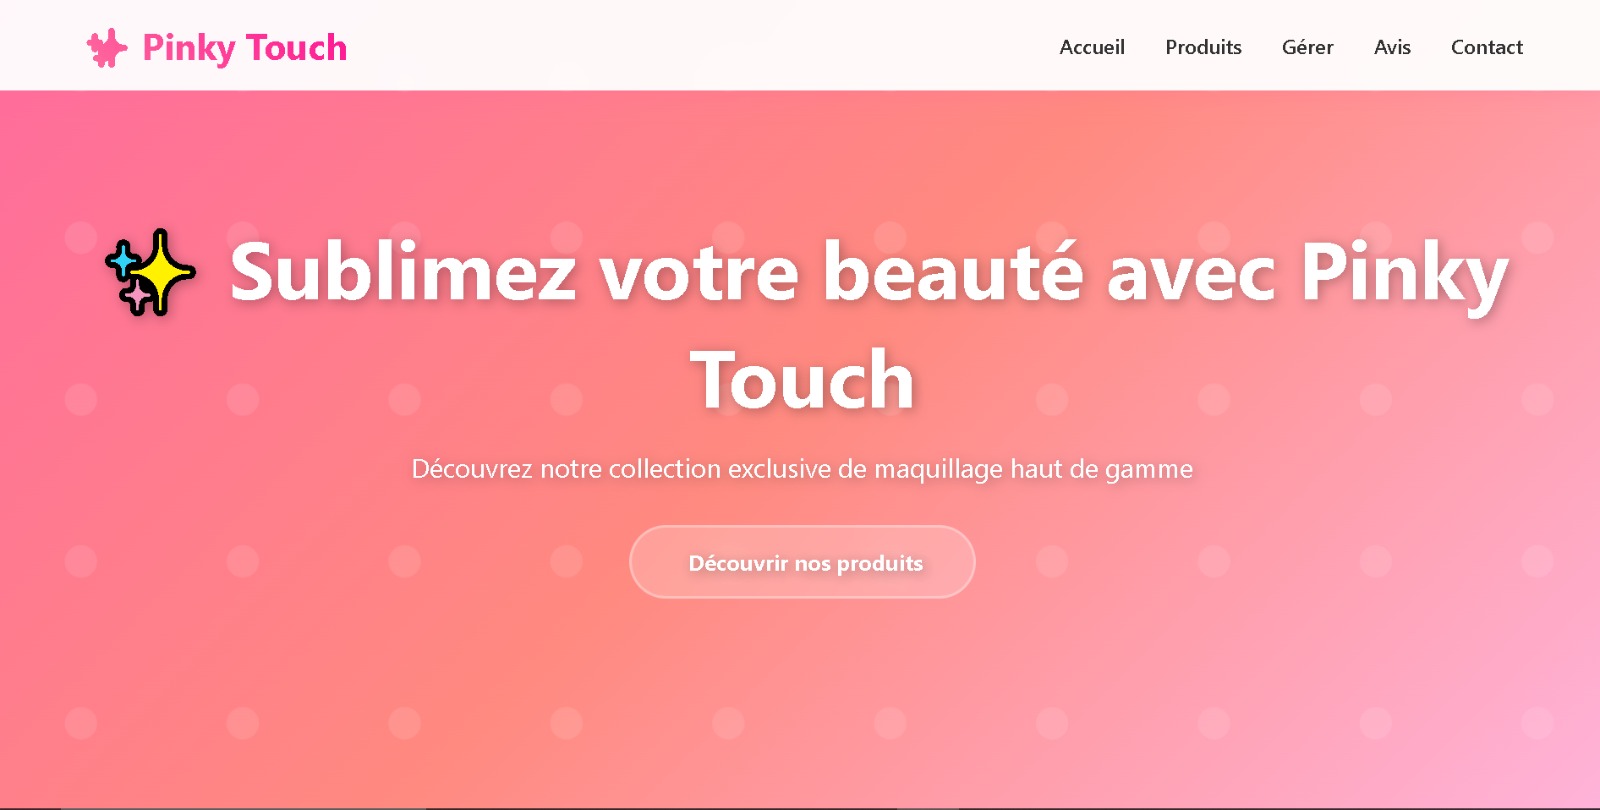 Pinky Touch
Accueil Produits Gérer Avis Contact
Sublimez votre beauté avec Pinky
Touch
Découvrez notre collection exclusive de maquillage haut de gamme
Découvrir nos produits